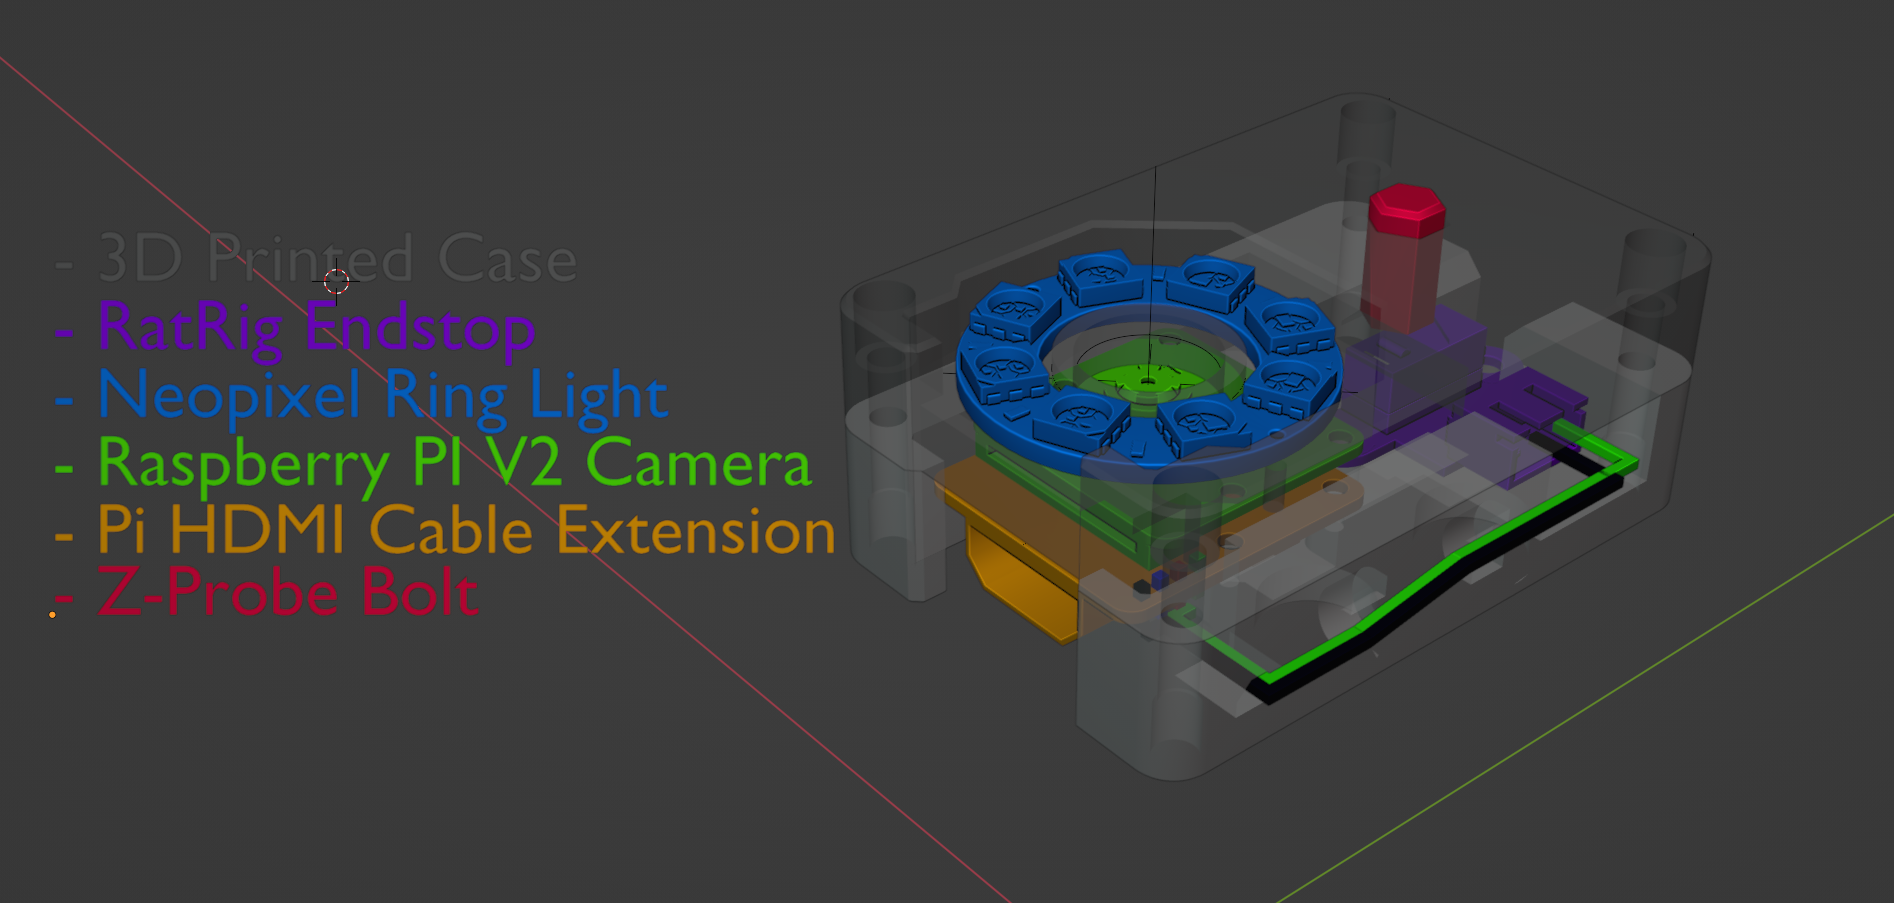 - 3D Printed Case
- RatRig Endstop
- Neopixel Ring Light
- Raspberry PI V2 Camera
- Pi HDMI Cable Extension
- Z-Probe Bolt